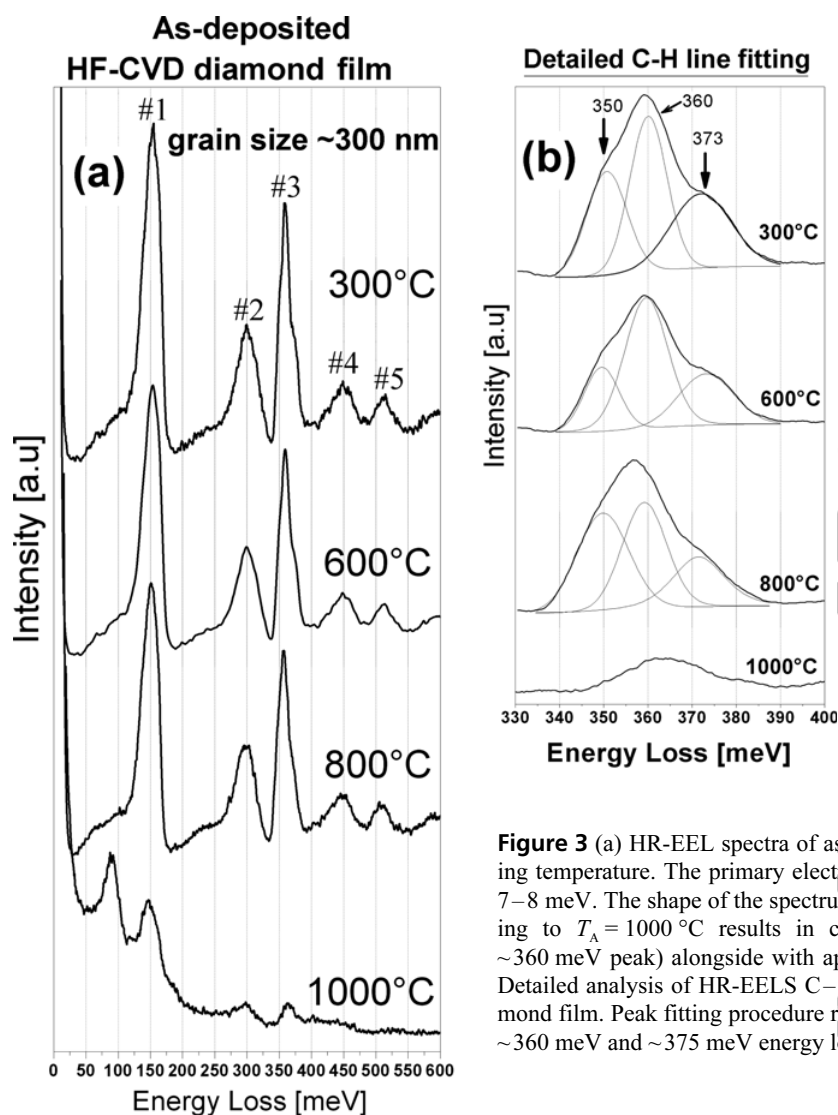 As-deposited
HF-CVD diamond film
#1
grain size ~300 nm
(a)
#3
300°C
#2
#4
#5
600°C
800°C
1000°C
Intensity [a.u]
0 50 100 150 200 250 300 350 400 450 500 550 600
Energy Loss [meV]
Detailed C-H line fitting
350
360
373
(b)
300°C
600°C
800°C
1000°C
Intensity [a.u]
330 340 350 360 370 380 390 400
Energy Loss [meV]
Figure 3 (a) HR-EEL spectra of as
ing temperature. The primary elect
7–8 meV. The shape of the spectru
ing to TA = 1000 °C results in c
~360 meV peak) alongside with ap
Detailed analysis of HR-EELS C–
mond film. Peak fitting procedure r
~360 meV and ~375 meV energy l